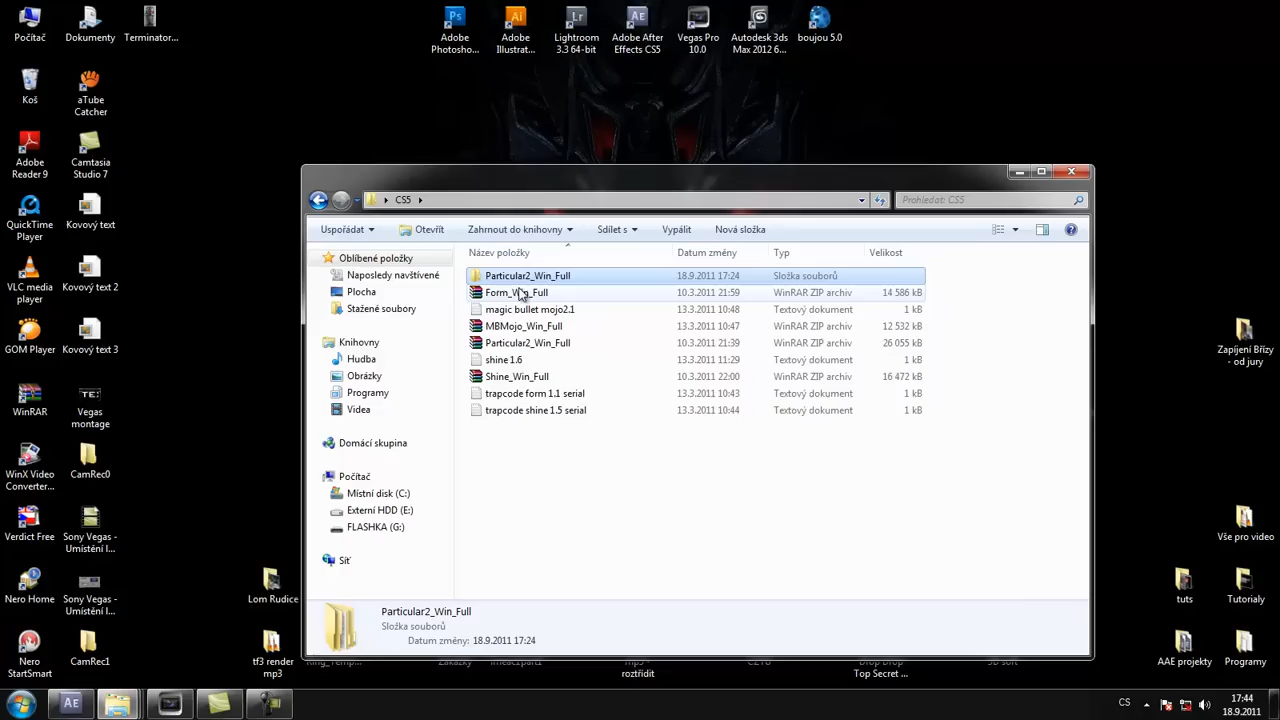 Počítač
Dokumenty
Terminator...
Adobe Photosho...
Adobe Illustrat...
Lightroom 3.3 64-bit
Adobe After Effects CS5
Vegas Pro 10.0
Autodesk 3ds Max 2012 6...
boujou 5.0
Koš
aTube Catcher
Adobe Reader 9
Camtasia Studio 7
QuickTime Player
Kovový text
VLC media player
Kovový text 2
GOM Player
Kovový text 3
WinRAR
Vegas montage
WinX Video Converter...
CamRec0
Verdict Free
Sony Vegas - Umístění l...
Nero Home
Sony Vegas - Umístění l...
Nero StartSmart
CamRec1
Lom Rudice
tf3 render mp3
CS5
Prohledat: CS5
Uspořádat
Otevřít
Zahrnout do knihovny
Sdílet s
Vypálit
Nová složka
Oblíbené položky
Naposledy navštívené
Plocha
Stažené soubory
Knihovny
Hudba
Obrázky
Programy
Videa
Domácí skupina
Počítač
Místní disk (C:)
Externí HDD (E:)
FLASHKA (G:)
Síť
Název položky Datum změny Typ Velikost
Particular2_Win_Full 18.9.2011 17:24 Složka souborů
Form_Win_Full 10.3.2011 21:59 WinRAR ZIP archiv 14 586 kB
magic bullet mojo2.1 13.3.2011 10:48 Textový dokument 1 kB
MBMojo_Win_Full 13.3.2011 10:47 WinRAR ZIP archiv 12 532 kB
Particular2_Win_Full 10.3.2011 21:39 WinRAR ZIP archiv 26 055 kB
shine 1.6 13.3.2011 11:29 Textový dokument 1 kB
Shine_Win_Full 10.3.2011 22:00 WinRAR ZIP archiv 16 472 kB
trapcode form 1.1 serial 13.3.2011 10:43 Textový dokument 1 kB
trapcode shine 1.5 serial 13.3.2011 10:44 Textový dokument 1 kB
Particular2_Win_Full
Složka souborů
Datum změny: 18.9.2011 17:24
roztřídit
Top Secret ...
Zapíjení Břízy - od jury
Vše pro video
tuts
Tutorialy
AAE projekty
Programy
CS
17:44
18.9.2011